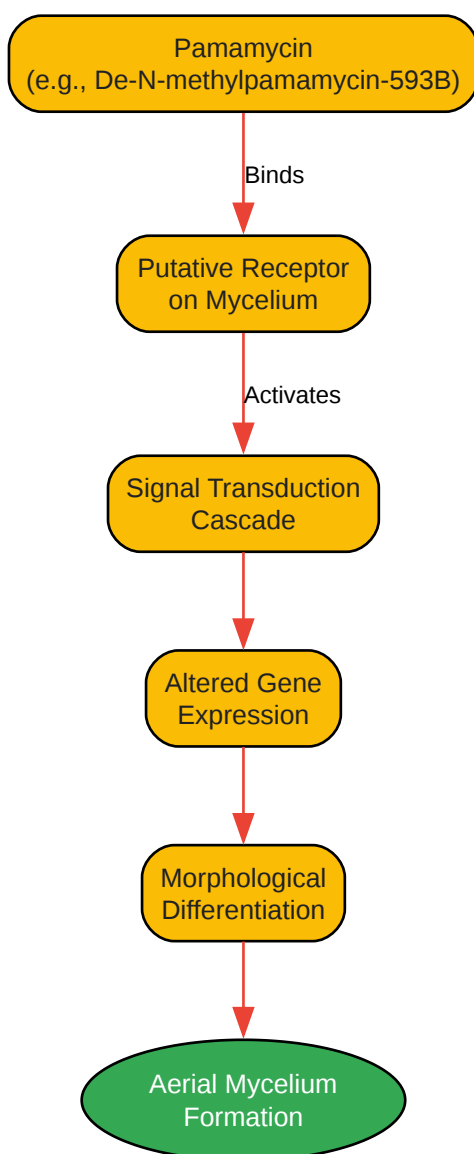 Pamamycin
(e.g., De-N-methylpamamycin-593B)
Binds
Putative Receptor
on Mycelium
Activates
Signal Transduction
Cascade
Altered Gene
Expression
Morphological
Differentiation
Aerial Mycelium
Formation